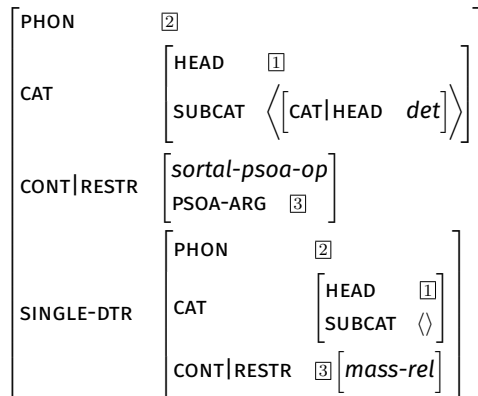 PHON 2
HEAD 1
CAT
SUBCAT ⟨[CAT|HEAD det]⟩
sortal-psoa-op
CONT|RESTR
PSOA-ARG 3
PHON 2
HEAD 1
SINGLE-DTR CAT
SUBCAT ⟨⟩
CONT|RESTR 3 [mass-rel]